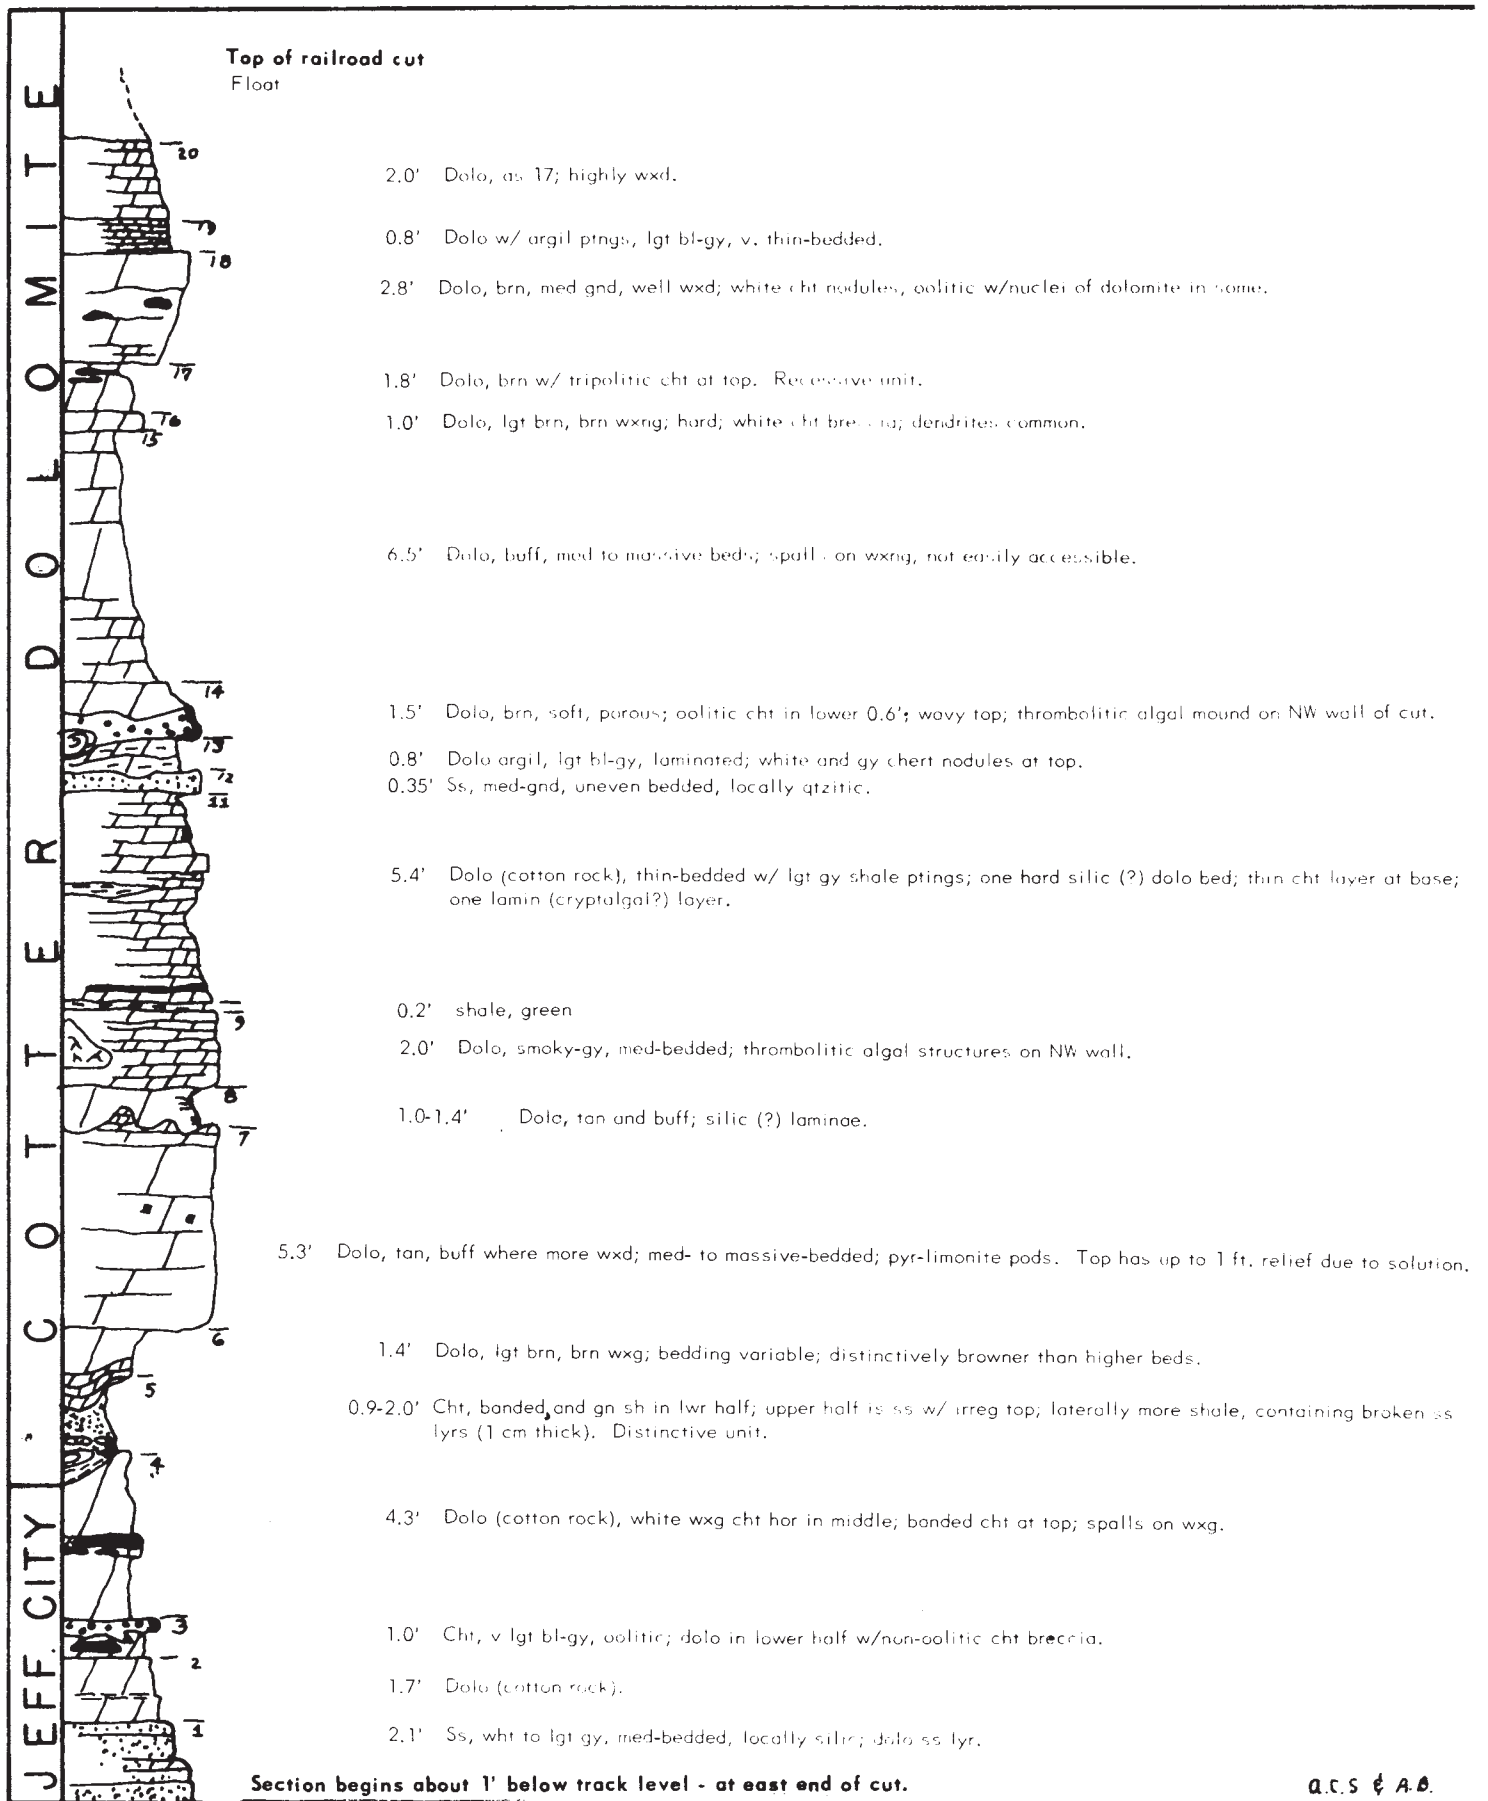 Top of railroad cut
Float
20
2.0' Dolo, as 17; highly wxd.
19
0.8' Dolo w/ argil ptngs, lgt bl-gy, v. thin-bedded.
18
2.8' Dolo, brn, med gnd, well wxd; white cht nodules, oolitic w/nuclei of dolomite in some.
17
1.8' Dolo, brn w/ tripolitic cht at top. Recessive unit.
16
1.0' Dolo, lgt brn, brn wxng; hard; white cht breccia; dendrites common.
15
6.5' Dolo, buff, med to massive beds; spalls on wxng, not easily accessible.
14
1.5' Dolo, brn, soft, porous; oolitic cht in lower 0.6'; wavy top; thrombolitic algal mound on NW wall of cut.
13
0.8' Dolo argil, lgt bl-gy, laminated; white and gy chert nodules at top.
12
0.35' Ss, med-gnd, uneven bedded, locally qtzitic.
11
5.4' Dolo (cotton rock), thin-bedded w/ lgt gy shale ptings; one hard silic (?) dolo bed; thin cht layer at base;
one lamin (cryptalgal?) layer.
0.2' shale, green
9
2.0' Dolo, smoky-gy, med-bedded; thrombolitic algal structures on NW wall.
8
1.0-1.4' Dolo, tan and buff; silic (?) laminae.
7
5.3' Dolo, tan, buff where more wxd; med- to massive-bedded; pyr-limonite pods. Top has up to 1 ft. relief due to solution.
6
1.4' Dolo, lgt brn, brn wxg; bedding variable; distinctively browner than higher beds.
5
0.9-2.0' Cht, banded, and gn sh in lwr half; upper half is ss w/ irreg top; laterally more shale, containing broken ss
lyrs (1 cm thick). Distinctive unit.
4
4.3' Dolo (cotton rock), white wxg cht hor in middle; banded cht at top; spalls on wxg.
3
1.0' Cht, v lgt bl-gy, oolitic; dolo in lower half w/non-oolitic cht breccia.
2
1.7' Dolo (cotton rock).
1
2.1' Ss, wht to lgt gy, med-bedded, locally silic; dolo ss lyr.
Section begins about 1' below track level - at east end of cut.
a.c.s & A.B.
COTTER DOLOMITE
JEFF. CITY